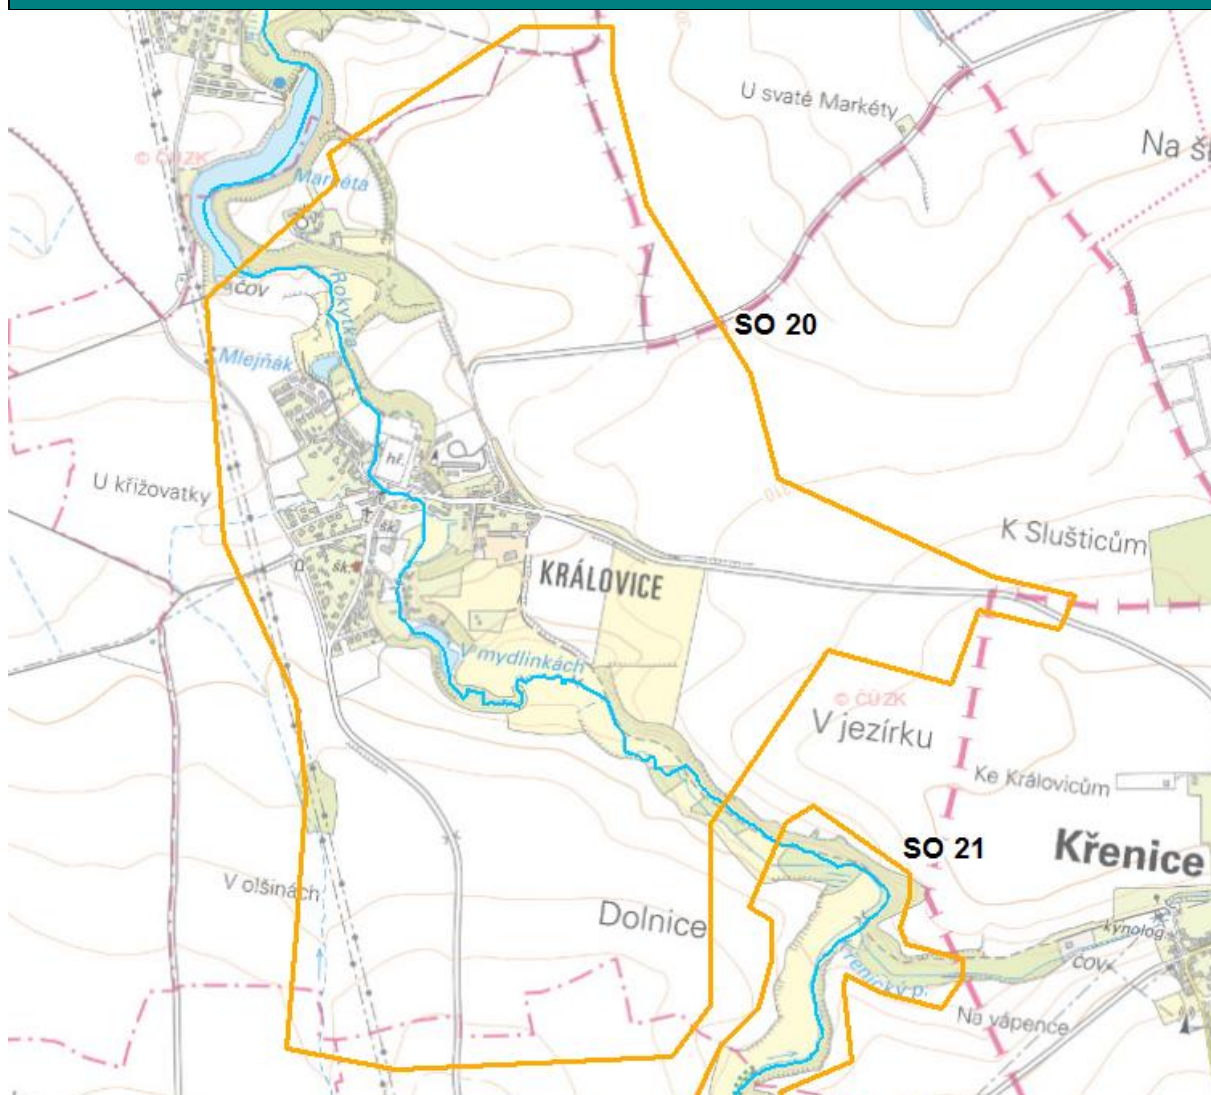 U svaté Markéty
Na š
© ČÚZK
Markéta
Rokytka
ČOV
SO 20
Mlejňák
hř.
U křižovatky
šk.
K Slušticům
šk.
KRÁLOVICE
V mydlinkách
© ČÚZK
V jezírku
Ke Královicům
SO 21
Křenice
V olšinách
Dolnice
kynolog.
ČOV
Křenický p.
Na vápence